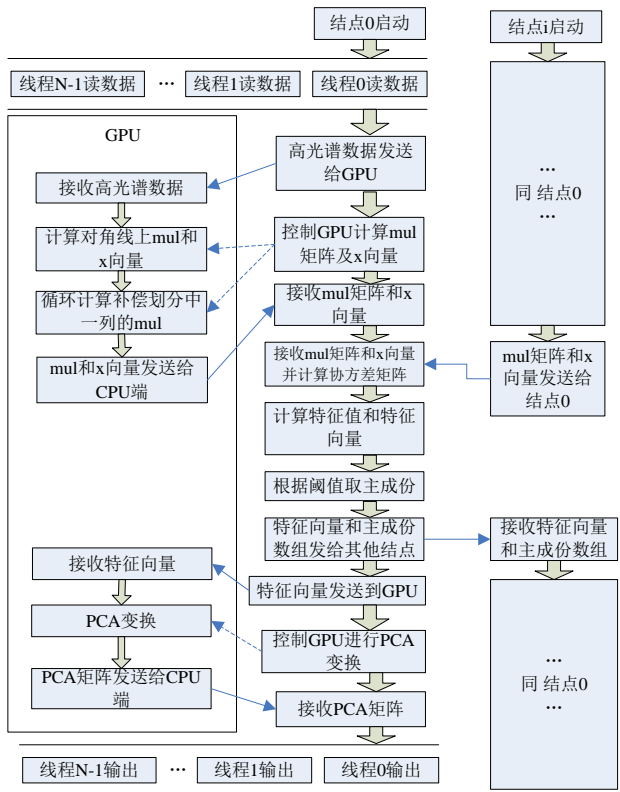 结点0启动
结点i启动
线程N-1读数据
...
线程1读数据
线程0读数据
GPU
高光谱数据发送
给GPU
接收高光谱数据
...
同 结点0
...
控制GPU计算mul
矩阵及x向量
计算对角线上mul和
x向量
接收mul矩阵和x
向量
循环计算补偿划分中
一列的mul
接收mul矩阵和x向量
并计算协方差矩阵
mul矩阵和x
向量发送给
结点0
mul和x向量发送给
CPU端
计算特征值和特征
向量
根据阈值取主成份
特征向量和主成份
数组发给其他结点
接收特征向量
和主成份数组
接收特征向量
特征向量发送到GPU
PCA变换
控制GPU进行PCA
变换
...
同 结点0
...
PCA矩阵发送给CPU
端
接收PCA矩阵
线程N-1输出
...
线程1输出
线程0输出